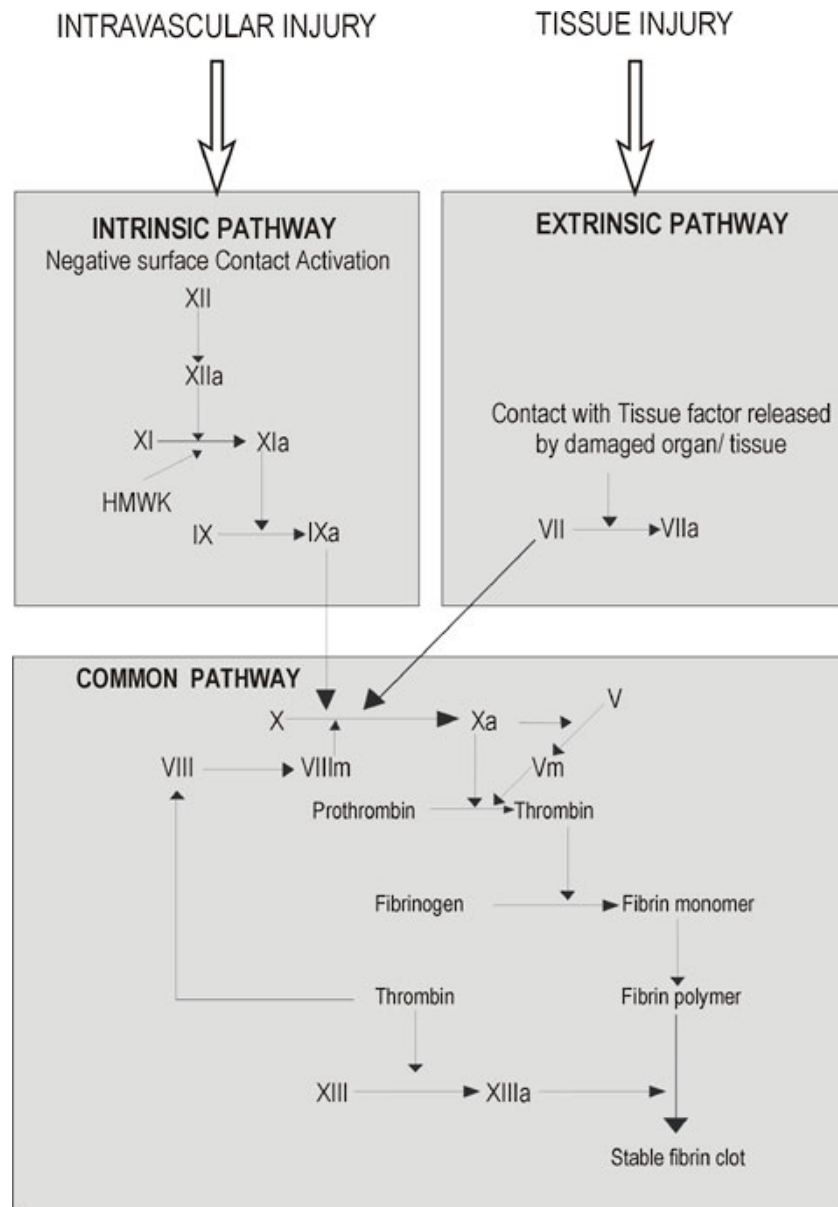 INTRAVASCULAR INJURY
TISSUE INJURY
INTRINSIC PATHWAY
Negative surface Contact Activation
XII
XIIa
XI XIa
HMWK
IX IXa
EXTRINSIC PATHWAY
Contact with Tissue factor released
by damaged organ/ tissue
VII VIIa
COMMON PATHWAY
X Xa V
VIII VIIIm Vm
Prothrombin Thrombin
Fibrinogen Fibrin monomer
Thrombin Fibrin polymer
XIII XIIIa
Stable fibrin clot